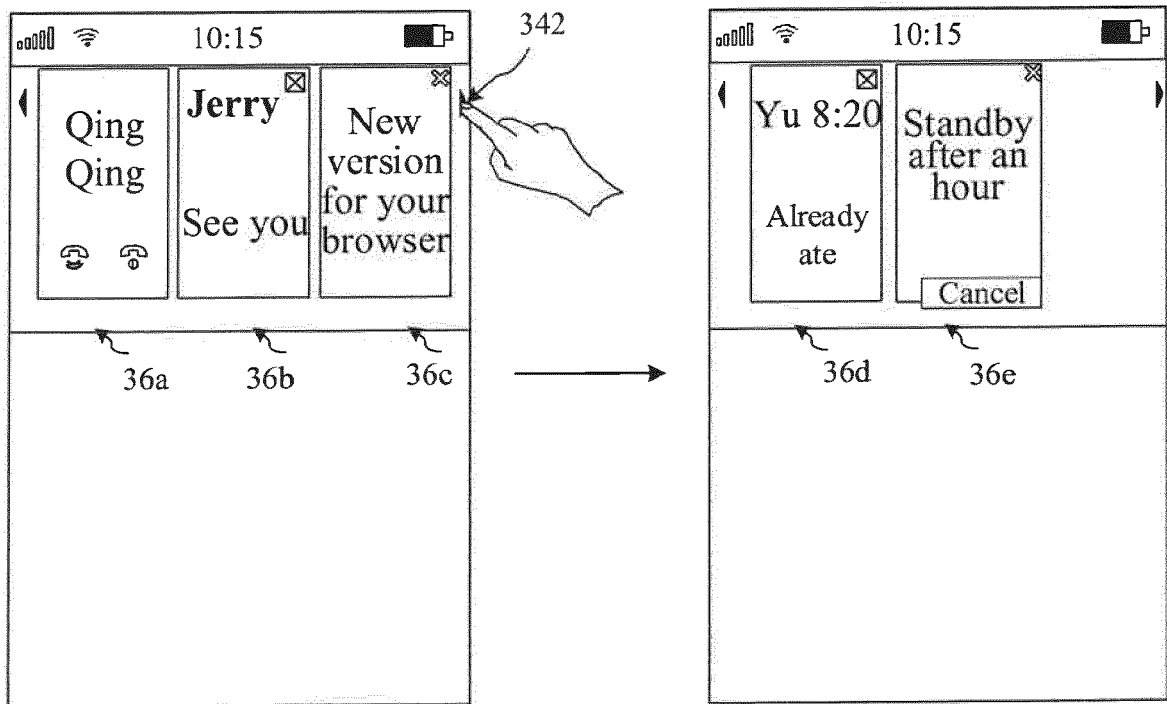 10:15
342
Qing
Qing
Jerry
See you
New
version
for your
browser
36a
36b
36c
10:15
Yu 8:20
Already
ate
Standby
after an
hour
Cancel
36d
36e